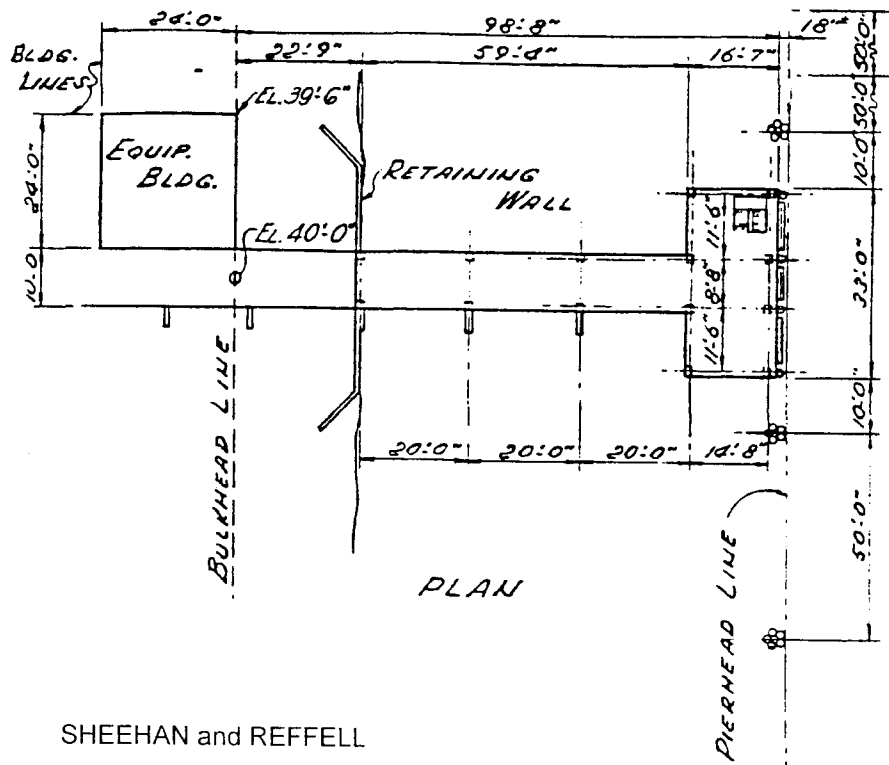 24'-0"
98'-8"
18"±
50'-0"
22'-9"
59'-4"
16'-7"
BLDG.
LINES
EL. 39'-6"
50'-0"
10'-0"
24'-0"
EQUIP.
BLDG.
RETAINING
WALL
11'-6"
EL. 40'-0"
8'-8"
23'-0"
10'-0
11'-6"
10'-0"
20'-0"
20'-0"
20'-0"
14'-8"
BULKHEAD LINE
50'-0"
PLAN
PIERHEAD LINE
SHEEHAN and REFFELL